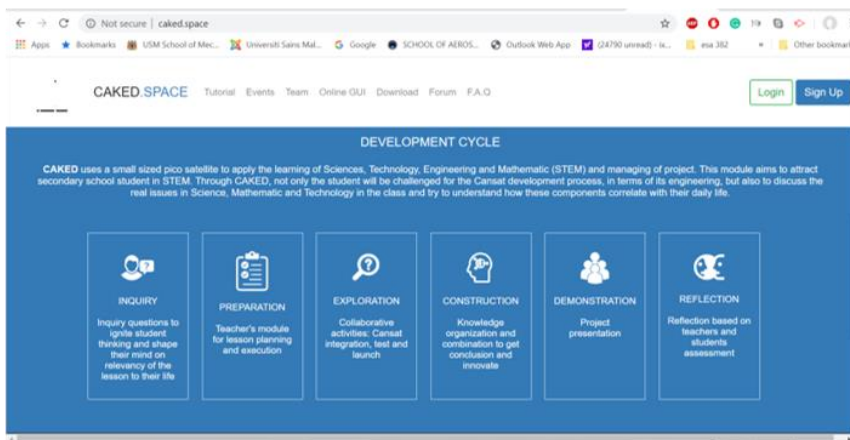 Not secure | caked.space
Apps Bookmarks USM School of Mec... Universiti Sains Mal... Google SCHOOL OF AEROS... Outlook Web App (24790 unread) - Other bookmar
CAKED.SPACE Tutorial Events Team Online GUI Download Forum F.A.Q Login Sign Up
DEVELOPMENT CYCLE
CAKED uses a small sized pico satellite to apply the learning of Sciences, Technology, Engineering and Mathematic (STEM) and managing of project. This module aims to attract
secondary school student in STEM. Through CAKED, not only the student will be challenged for the Cansat development process, in terms of its engineering, but also to discuss the
real issues in Science, Mathematic and Technology in the class and try to understand how these components correlate with their daily life.
INQUIRY
Inquiry questions to
ignite student
thinking and shape
their mind on
relevancy of the
lesson to their life
PREPARATION
Teacher's module
for lesson planning
and execution
EXPLORATION
Collaborative
activities: Cansat
integration, test and
launch
CONSTRUCTION
Knowledge
organization and
combination to get
conclusion and
innovate
DEMONSTRATION
Project
presentation
REFLECTION
Reflection based on
teachers and
students
assessment